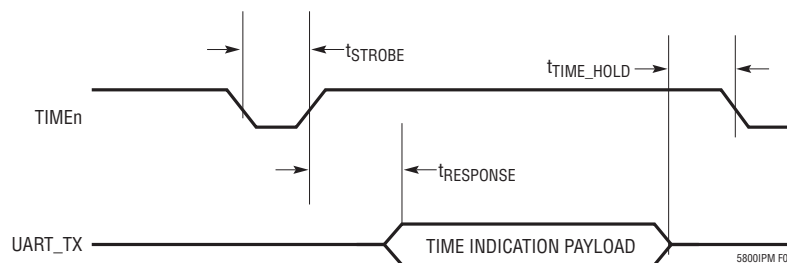 tSTROBE
tTIME_HOLD
TIMEn
tRESPONSE
UART_TX
TIME INDICATION PAYLOAD
5800IPM F0